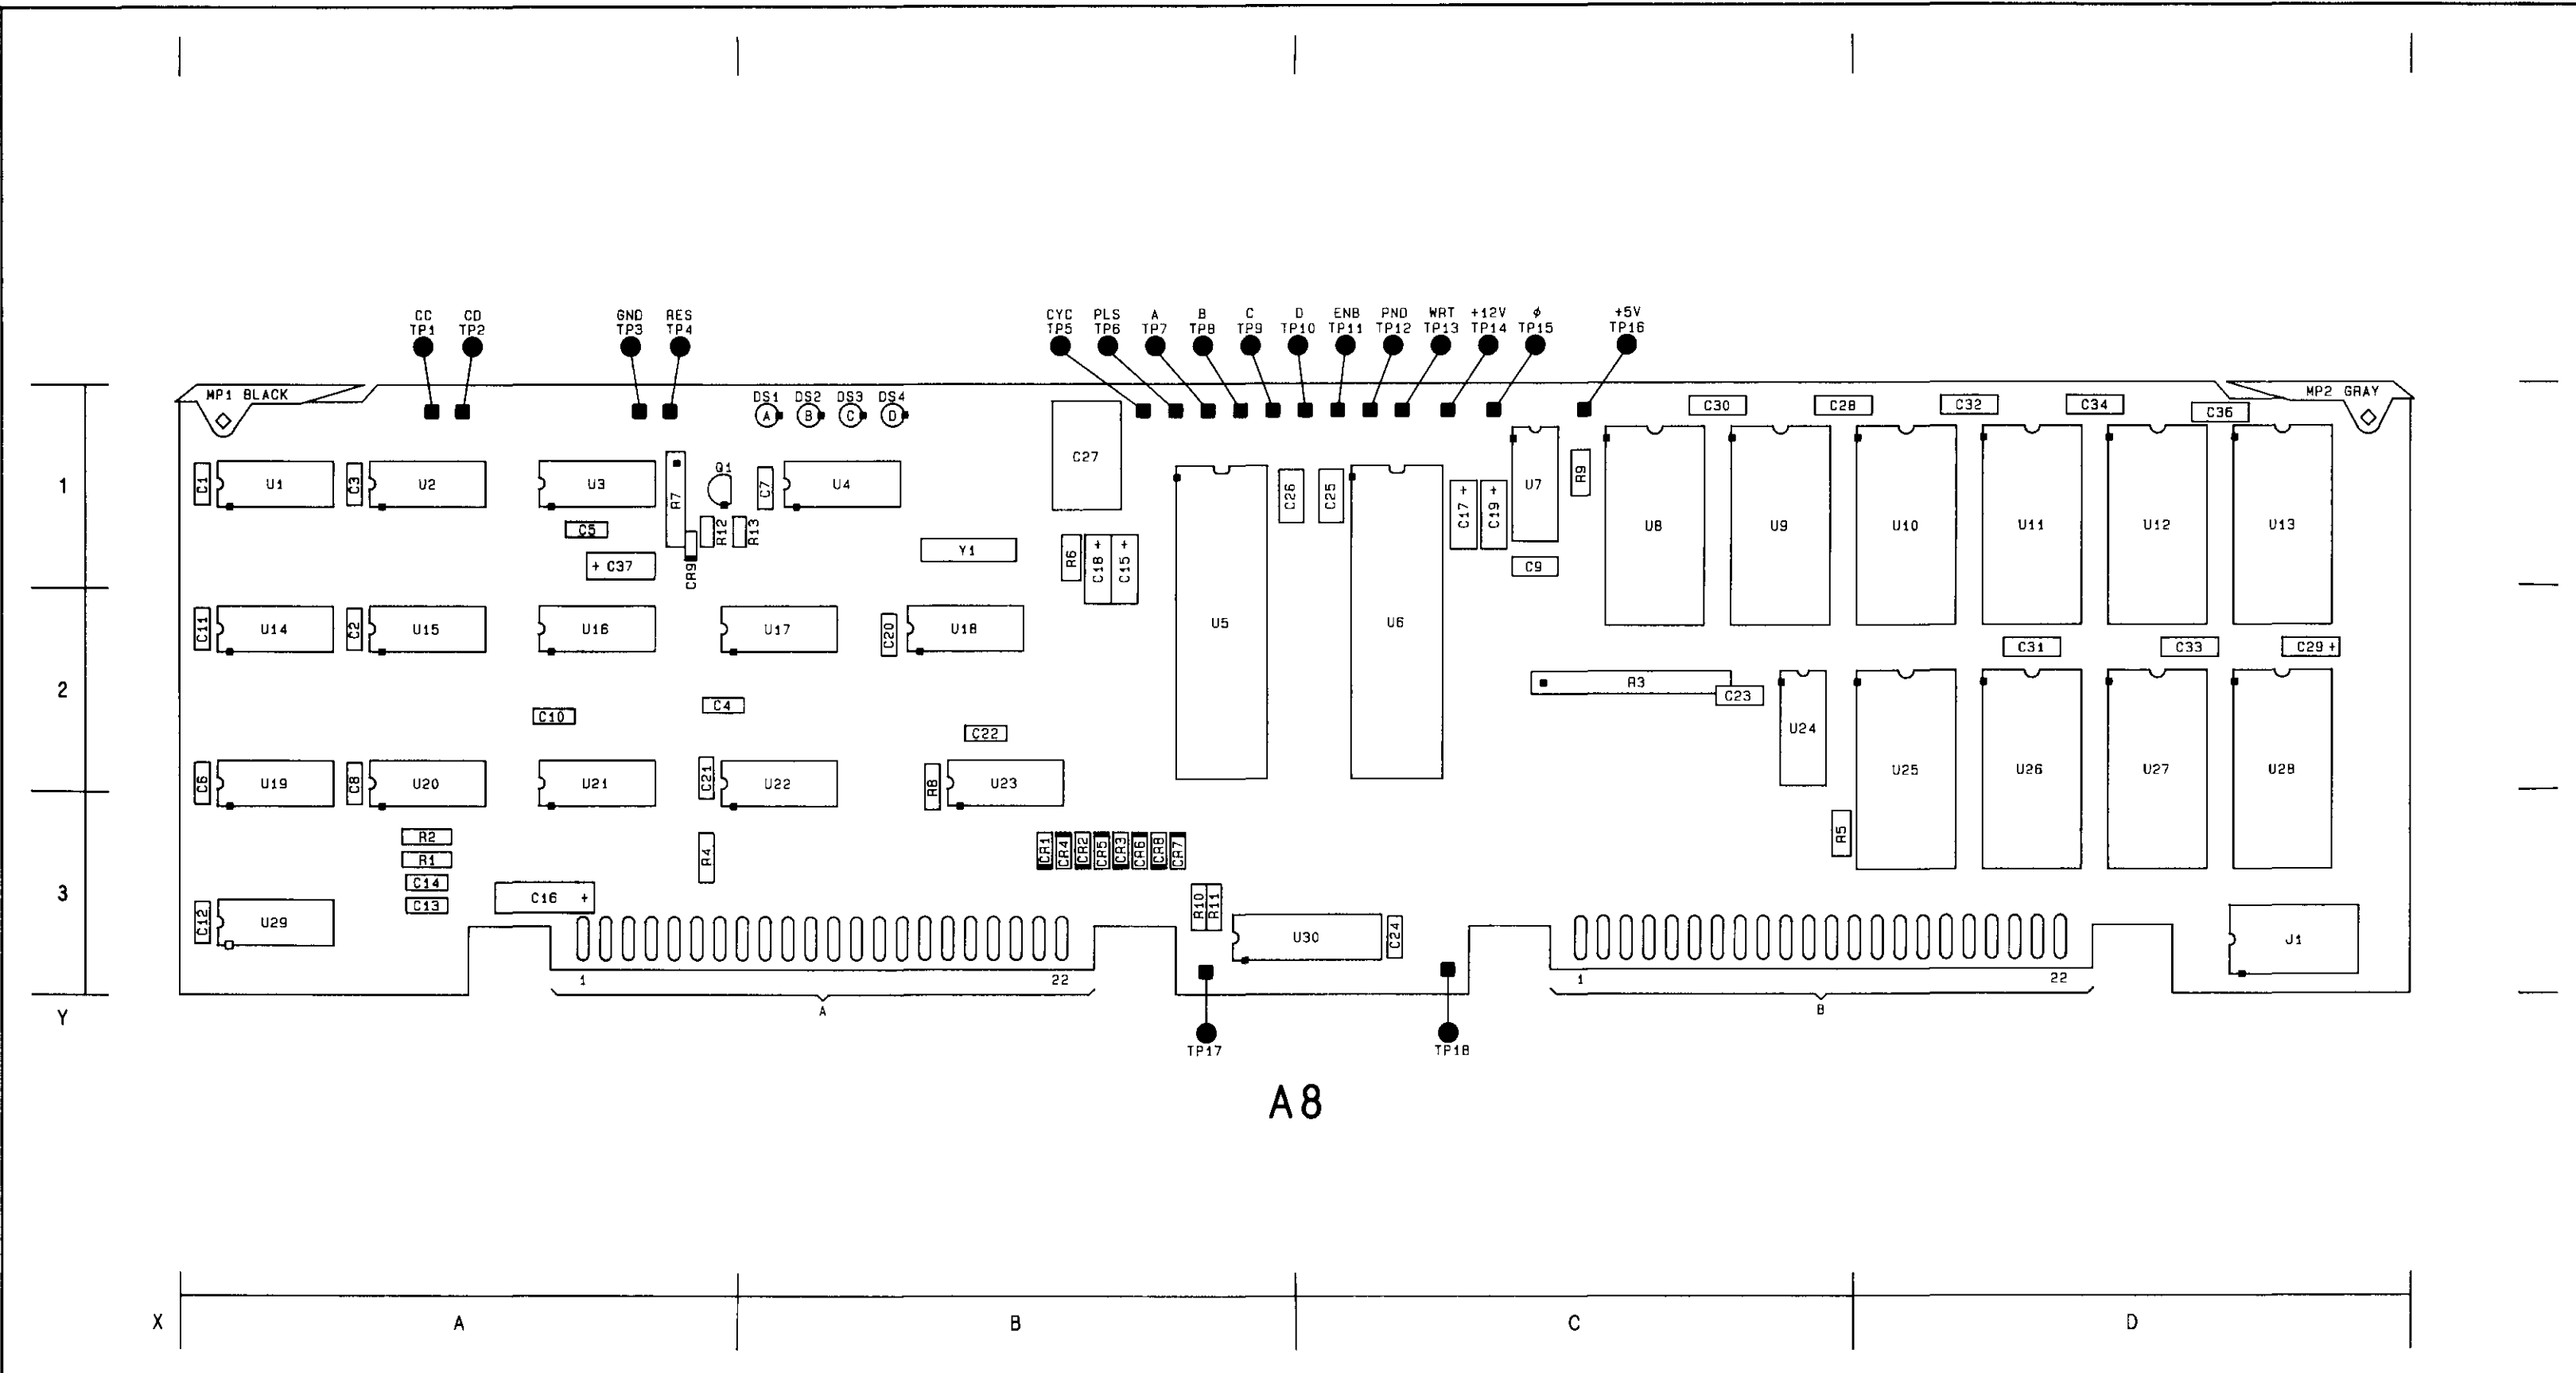 CC CD GND RES CYC PLS A B C D ENB PND WRT +12V ϕ +5V
TP1 TP2 TP3 TP4 TP5 TP6 TP7 TP8 TP9 TP10 TP11 TP12 TP13 TP14 TP15 TP16
MP1 BLACK DS1 DS2 DS3 DS4 MP2 GRAY
A B C D C30 C28 C32 C34 C36
1 C1 U1 C3 U2 U3 R7 Q1 C7 U4 C27 C26 C25 C17 + C19 + U7 R9
C5 R12 R13 U8 U9 U10 U11 U12 U13
+ C37 CR9 Y1 R6 C18 + C15 + C9
C11 U14 C2 U15 U16 U17 C20 U18 U5 U6
C31 C33 C29 +
2 C10 C4 R3 C23
C22 U24
C6 U19 C8 U20 U21 C21 U22 R8 U23 U25 U26 U27 U28
R2 R5
R1 R4 CR1 CR4 CR2 CR5 CR3 CR6 CR8 CR7
3 C14
C13 C16 + R10 R11
C12 U29 U30 C24 J1
1 22 1 22
Y A B
TP17 TP18
A8
X A B C D